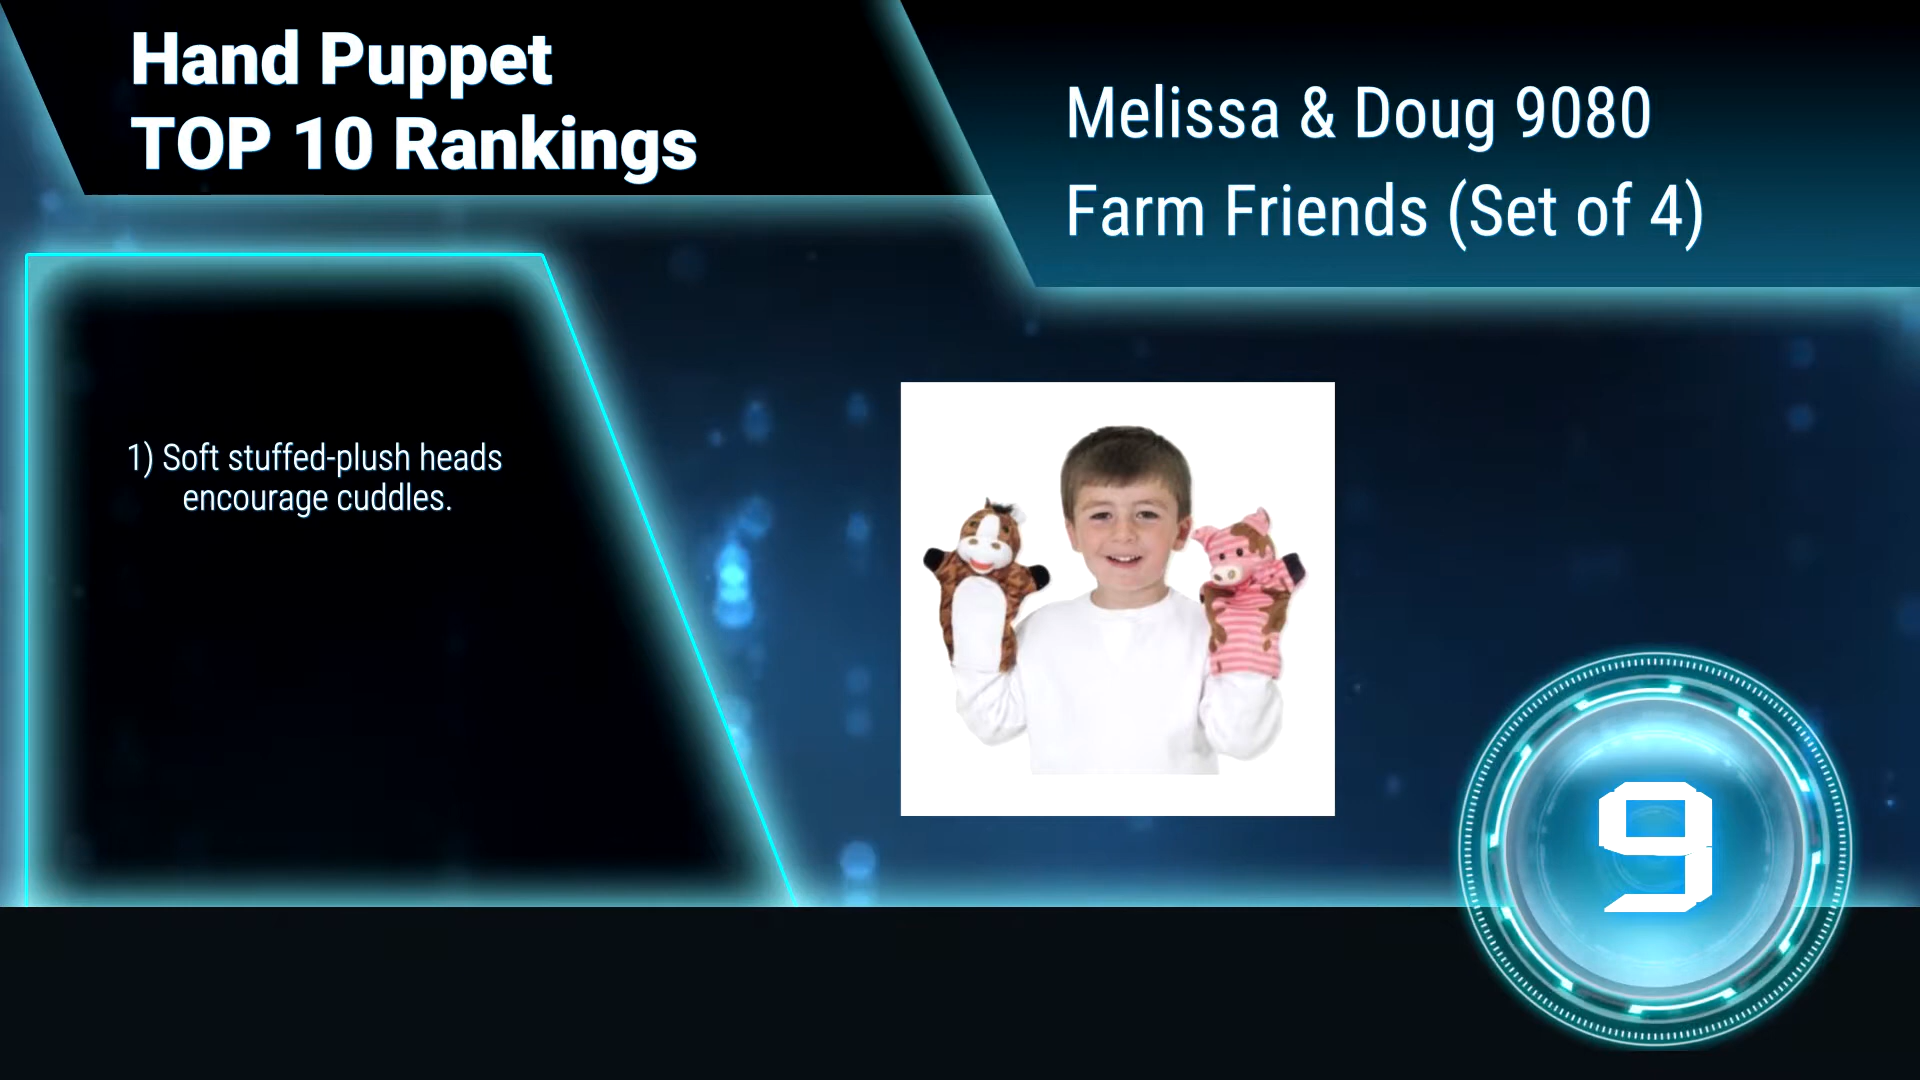 Hand Puppet
TOP 10 Rankings
Melissa & Doug 9080
Farm Friends (Set of 4)
1) Soft stuffed-plush heads
encourage cuddles.
9